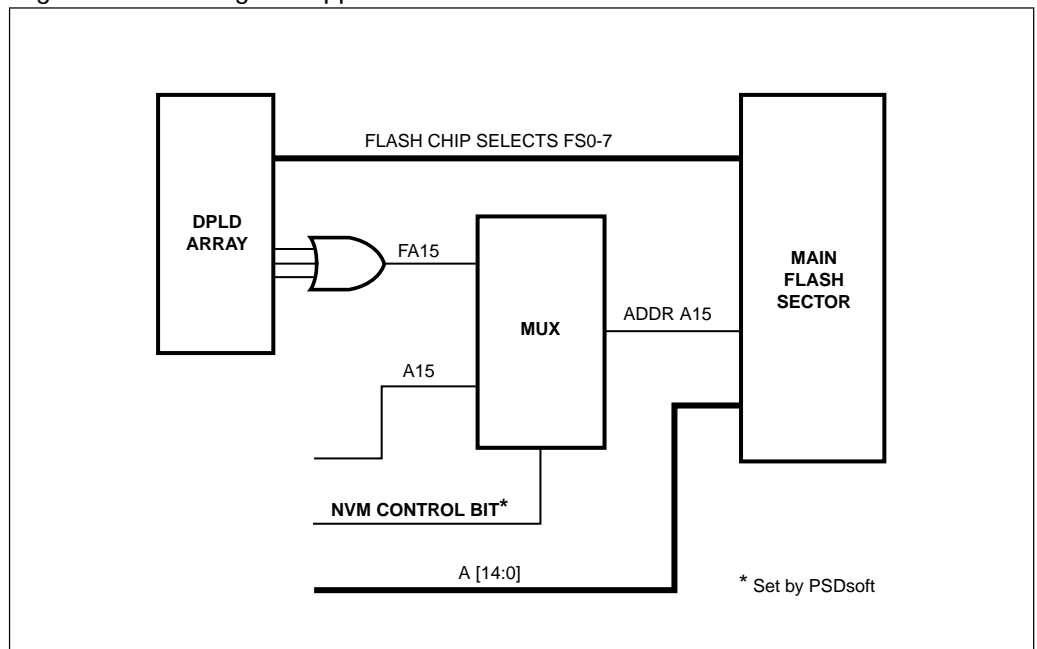 FLASH CHIP SELECTS FS0-7
DPLD
ARRAY
FA15
MUX
MAIN
FLASH
SECTOR
ADDR A15
A15
NVM CONTROL BIT*
A [14:0]
* Set by PSDsoft